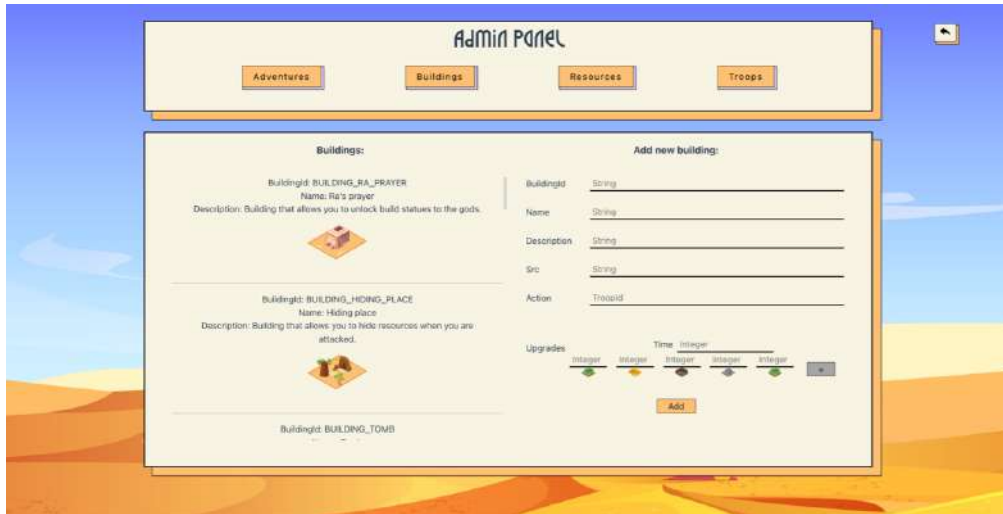 Admin Panel
Adventures
Buildings
Resources
Troops
Buildings:
BuildingId: BUILDING_RA_PRAYER
Name: Ra's prayer
Description: Building that allows you to unlock build statues to the gods.
BuildingId: BUILDING_HIDING_PLACE
Name: Hiding place
Description: Building that allows you to hide resources when you are
attacked.
BuildingId: BUILDING_TOMB
Add new building:
BuildingId String
Name String
Description String
Src String
Action TroopId
Upgrades
Time Integer
Integer Integer Integer Integer Integer
+
Add